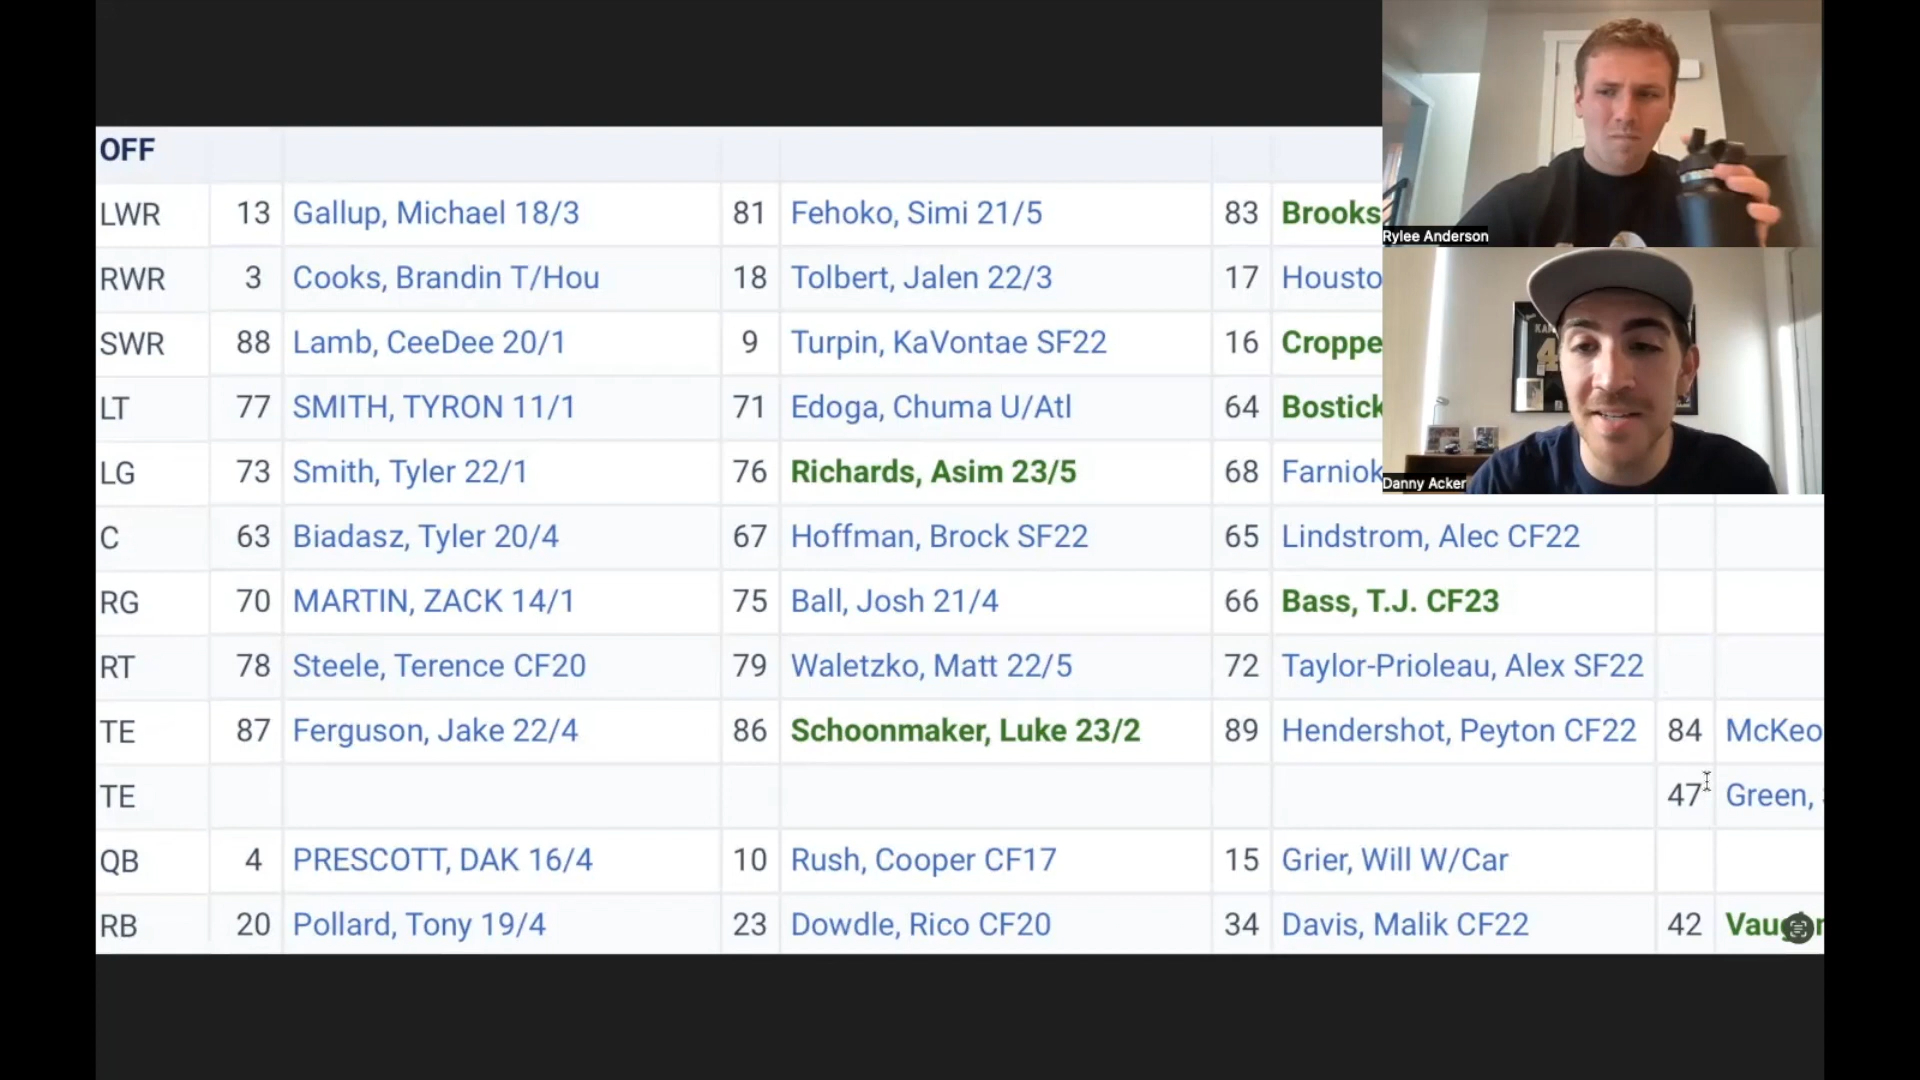 OFF
LWR 13 Gallup, Michael 18/3 81 Fehoko, Simi 21/5 83 Brooks
RWR 3 Cooks, Brandin T/Hou 18 Tolbert, Jalen 22/3 17 Housto
SWR 88 Lamb, CeeDee 20/1 9 Turpin, KaVontae SF22 16 Croppe
LT 77 SMITH, TYRON 11/1 71 Edoga, Chuma U/Atl 64 Bostick
LG 73 Smith, Tyler 22/1 76 Richards, Asim 23/5 68 Farniok
C 63 Biadasz, Tyler 20/4 67 Hoffman, Brock SF22 65 Lindstrom, Alec CF22
RG 70 MARTIN, ZACK 14/1 75 Ball, Josh 21/4 66 Bass, T.J. CF23
RT 78 Steele, Terence CF20 79 Waletzko, Matt 22/5 72 Taylor-Prioleau, Alex SF22
TE 87 Ferguson, Jake 22/4 86 Schoonmaker, Luke 23/2 89 Hendershot, Peyton CF22 84 McKeo
TE 47 Green,
QB 4 PRESCOTT, DAK 16/4 10 Rush, Cooper CF17 15 Grier, Will W/Car
RB 20 Pollard, Tony 19/4 23 Dowdle, Rico CF20 34 Davis, Malik CF22 42
Rylee Anderson
Danny Acker